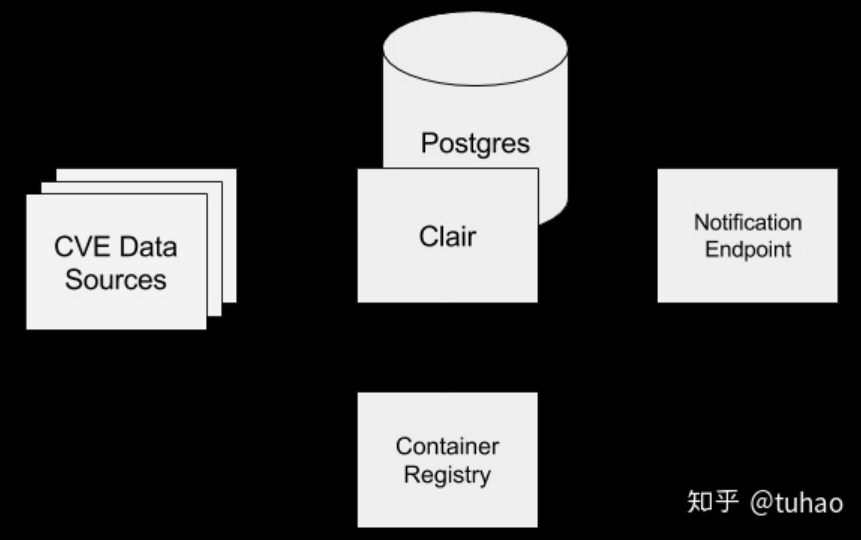 Postgres
Clair
CVE Data
Sources
Notification
Endpoint
Container
Registry
知乎 @tuhao